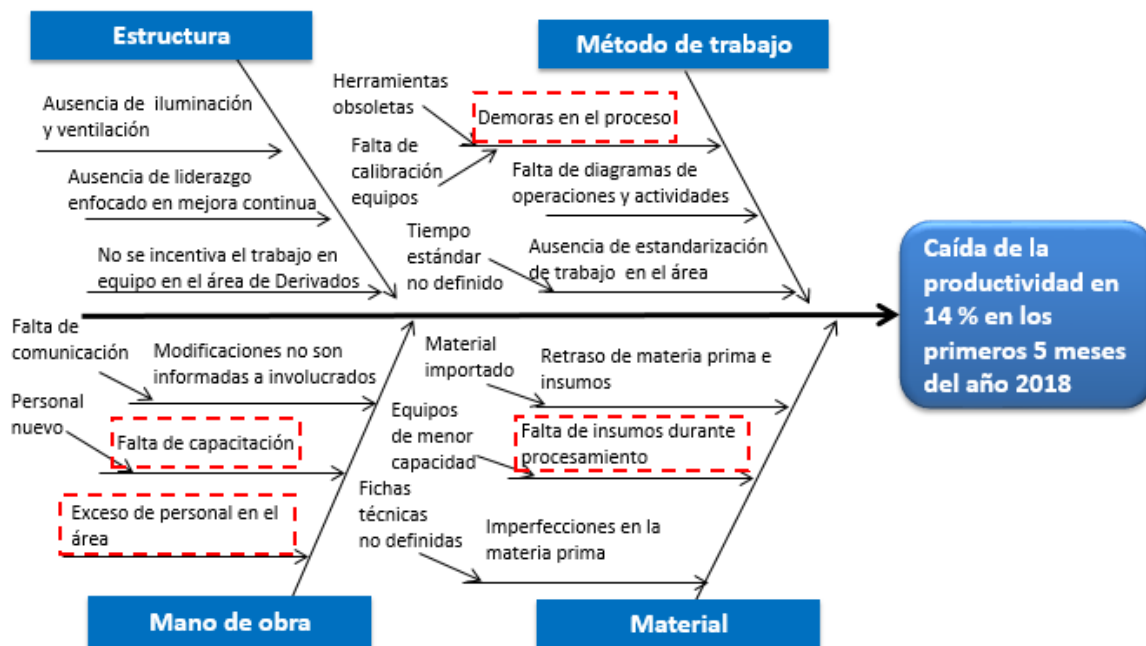 Estructura
Método de trabajo
Ausencia de iluminación
y ventilación
Ausencia de liderazgo
enfocado en mejora continua
No se incentiva el trabajo en
equipo en el área de Derivados
Herramientas
obsoletas
Demoras en el proceso
Falta de
calibración
equipos
Falta de diagramas de
operaciones y actividades
Tiempo
estándar
no definido
Ausencia de estandarización
de trabajo en el área
Caída de la
productividad en
14 % en los
primeros 5 meses
del año 2018
Falta de
comunicación
Modificaciones no son
informadas a involucrados
Personal
nuevo
Falta de capacitación
Exceso de personal en el
área
Material
importado
Retraso de materia prima e
insumos
Equipos
de menor
capacidad
Falta de insumos durante
procesamiento
Fichas
técnicas
no definidas
Imperfecciones en la
materia prima
Mano de obra
Material